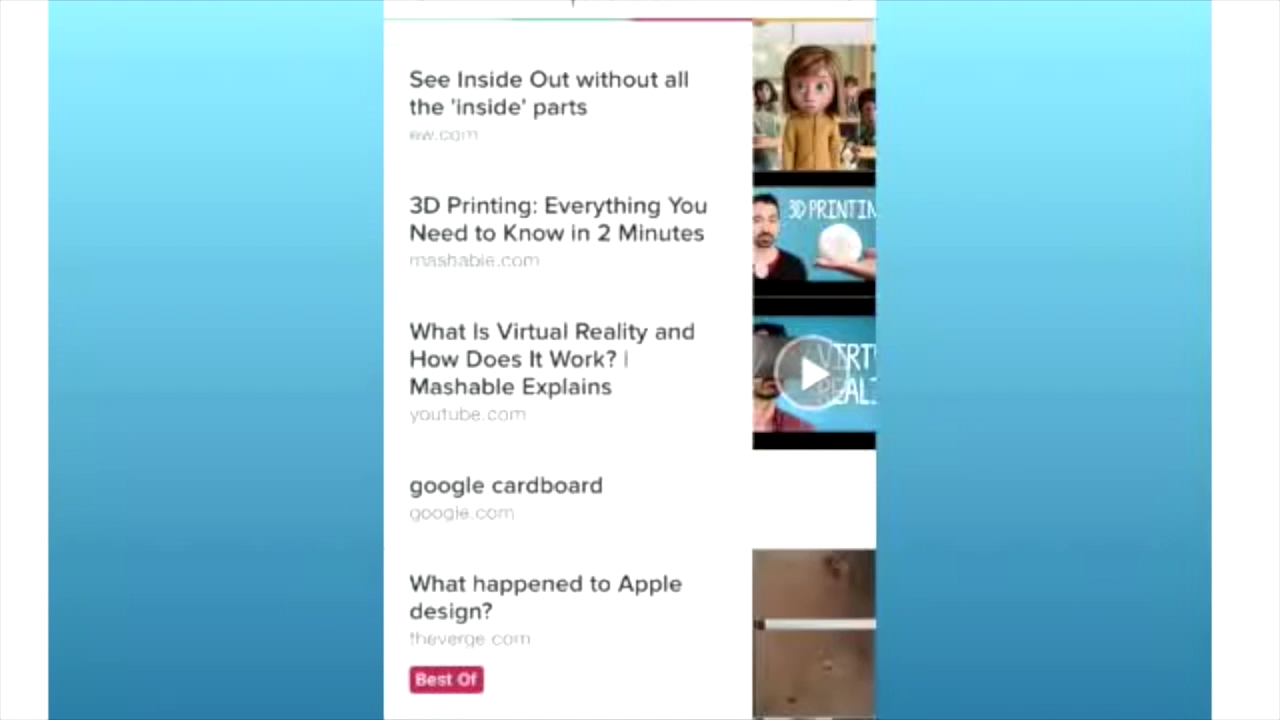 See Inside Out without all
the 'inside' parts
ew.com
3D Printing: Everything You
Need to Know in 2 Minutes
mashable.com
3D PRINTIN
What Is Virtual Reality and
How Does It Work? |
Mashable Explains
youtube.com
VIRT
REAL
google cardboard
google.com
What happened to Apple
design?
theverge.com
Best Of